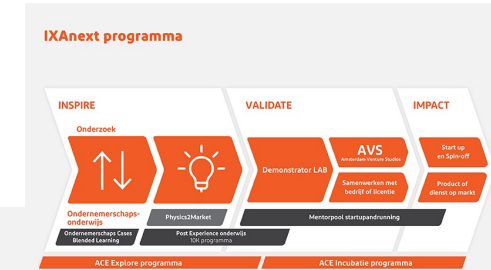 IXAnext programma
INSPIRE
VALIDATE
IMPACT
Onderzoek
Demonstrator LAB
AVS
Amsterdam Venture Studios
Samenwerken met
bedrijf of licentie
Start up
en Spin-off
Product of
dienst op markt
Ondernemerschaps-
onderwijs
Physics2Market
Mentorpool startupandrunning
Ondernemerschaps Cases
Blended Learning
Post Experience onderwijs
10K programma
ACE Explore programma
ACE Incubatie programma